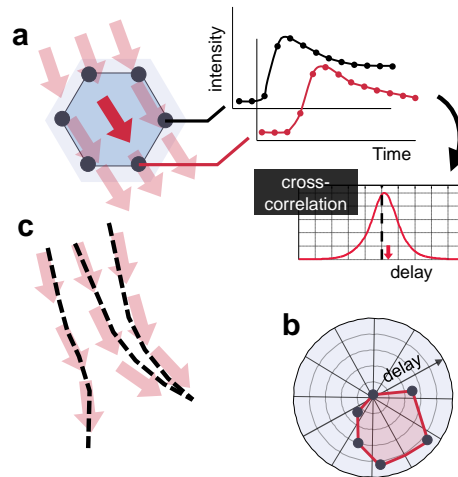 a
intensity
Time
cross-
correlation
delay
c
b
delay